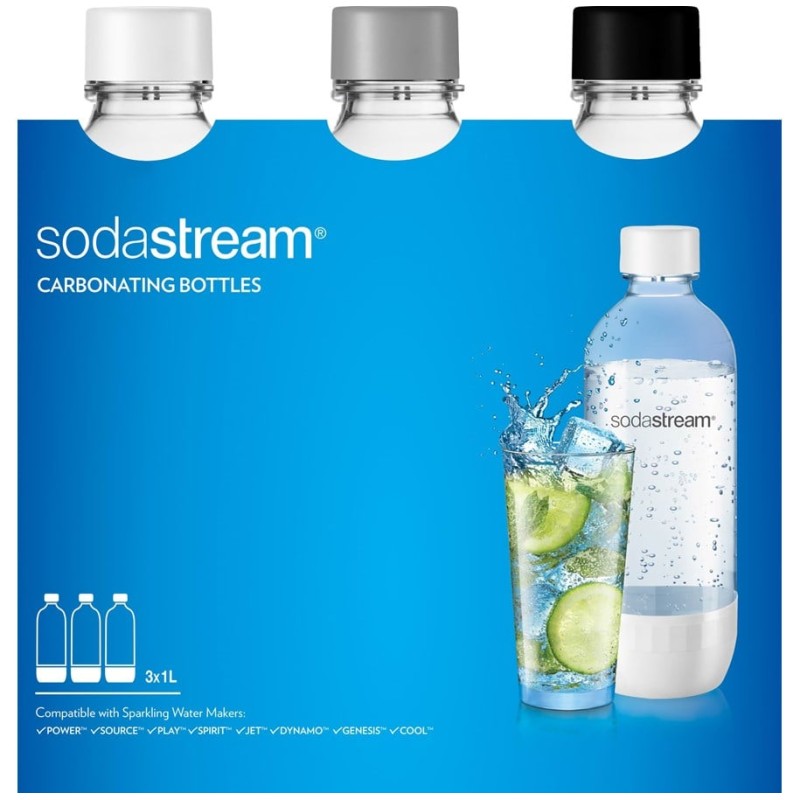 sodastream®
CARBONATING BOTTLES
sodastream®
3x1L
Compatible with Sparkling Water Makers:
✓POWER™ ✓SOURCE™ ✓PLAY™ ✓SPIRIT™ ✓JET™ ✓DYNAMO™ ✓GENESIS™ ✓COOL™